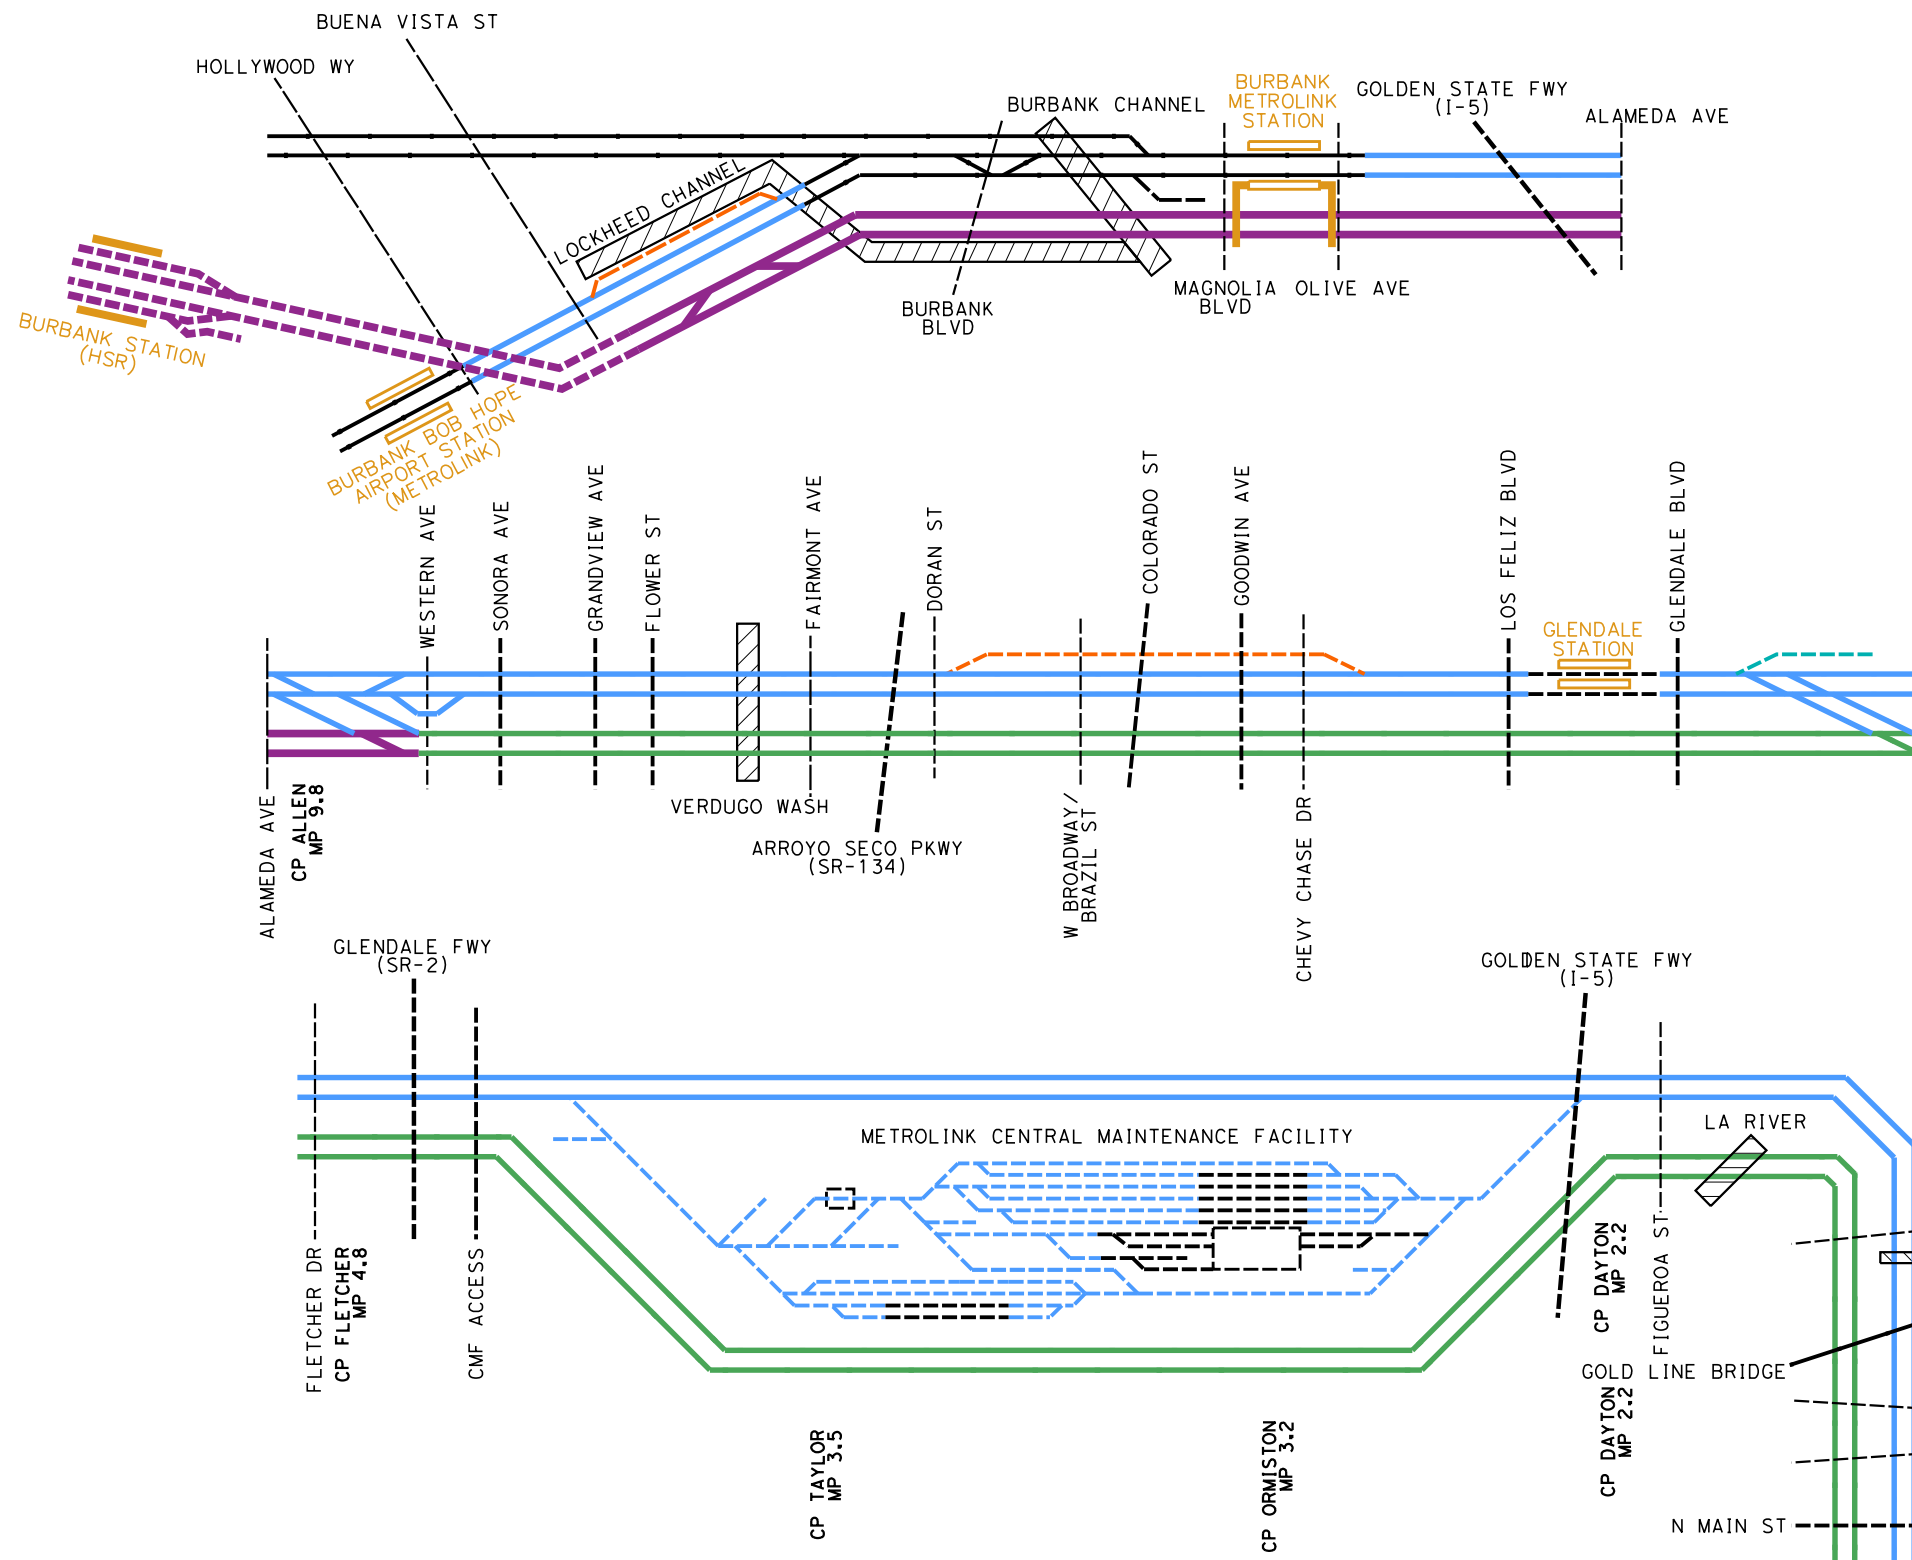 BUENA VISTA ST
HOLLYWOOD WY
BURBANK CHANNEL
BURBANK
METROLINK
STATION
GOLDEN STATE FWY
(I-5)
ALAMEDA AVE
LOCKHEED CHANNEL
BURBANK STATION
(HSR)
BURBANK
BLVD
MAGNOLIA
BLVD
OLIVE AVE
BURBANK BOB HOPE
AIRPORT STATION
(METROLINK)
WESTERN AVE
SONORA AVE
GRANDVIEW AVE
FLOWER ST
FAIRMONT AVE
DORAN ST
COLORADO ST
GOODWIN AVE
LOS FELIZ BLVD
GLENDALE
STATION
GLENDALE BLVD
ALAMEDA AVE
CP ALLEN
MP 9.8
VERDUGO WASH
ARROYO SECO PKWY
(SR-134)
W BROADWAY/
BRAZIL ST
CHEVY CHASE DR
GLENDALE FWY
(SR-2)
GOLDEN STATE FWY
(I-5)
METROLINK CENTRAL MAINTENANCE FACILITY
LA RIVER
FLETCHER DR
CP FLETCHER
MP 4.8
CMF ACCESS
CP DAYTON
MP 2.2
FIGUEROA ST
GOLD LINE BRIDGE
CP TAYLOR
MP 3.5
CP ORMISTON
MP 3.2
CP DAYTON
MP 2.2
N MAIN ST